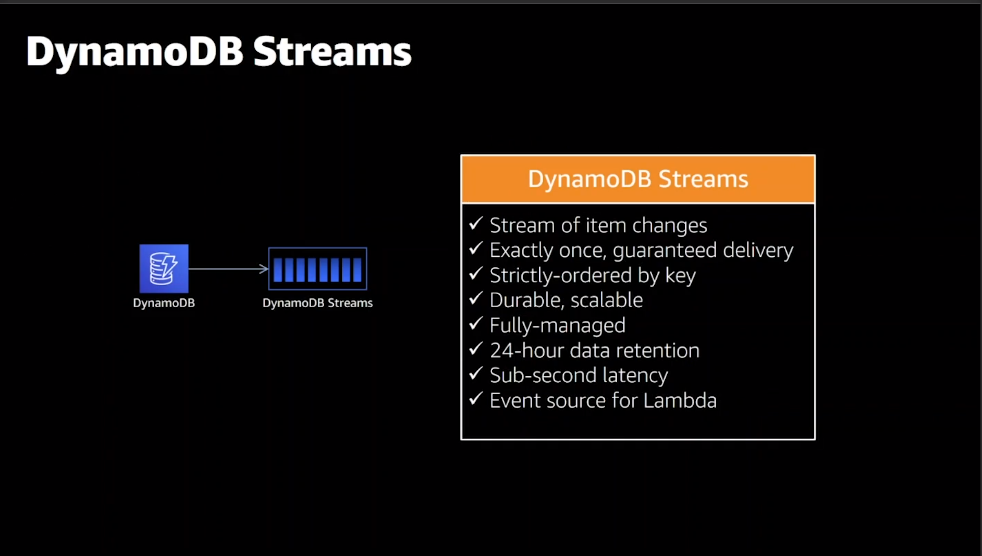 DynamoDB Streams
DynamoDB
DynamoDB Streams
DynamoDB Streams
✓ Stream of item changes
✓ Exactly once, guaranteed delivery
✓ Strictly-ordered by key
✓ Durable, scalable
✓ Fully-managed
✓ 24-hour data retention
✓ Sub-second latency
✓ Event source for Lambda